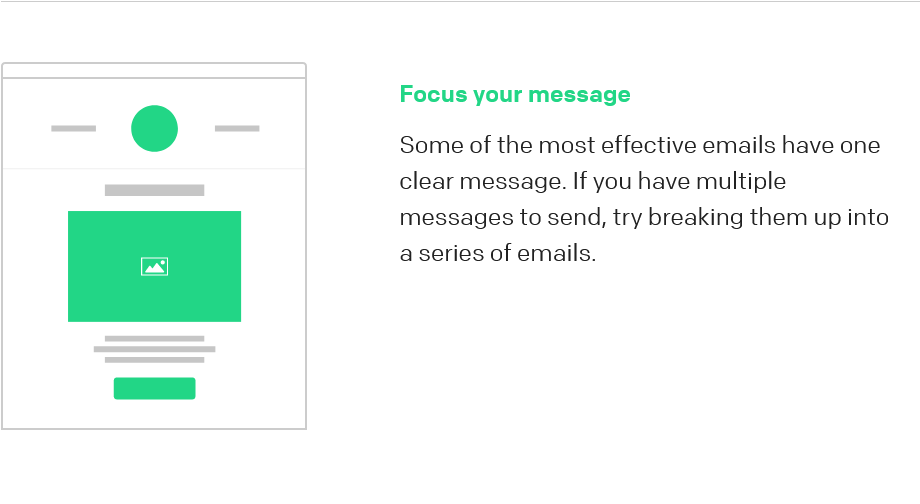 Focus your message
Some of the most effective emails have one
clear message. If you have multiple
messages to send, try breaking them up into
a series of emails.